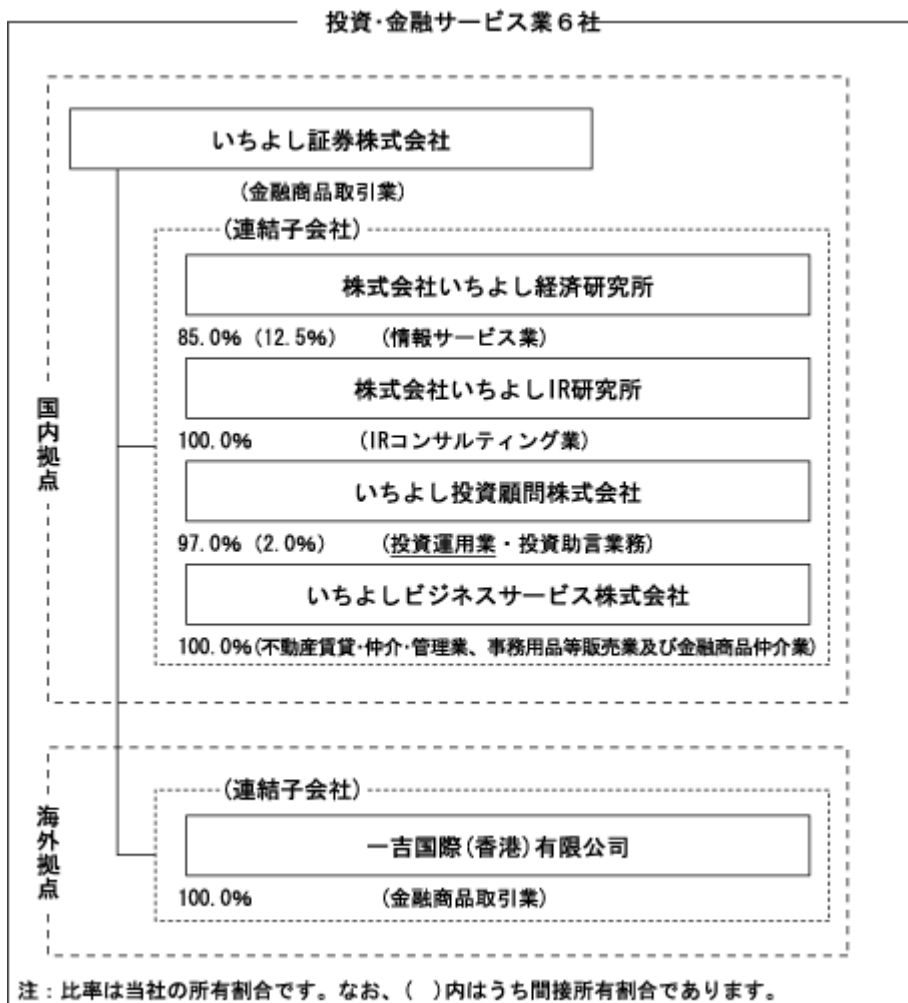 投資・金融サービス業６社
いちよし証券株式会社
(金融商品取引業)
(連結子会社)
株式会社いちよし経済研究所
85.0% (12.5%) (情報サービス業)
株式会社いちよしIR研究所
100.0% (IRコンサルティング業)
いちよし投資顧問株式会社
97.0% (2.0%) (投資運用業・投資助言業務)
いちよしビジネスサービス株式会社
100.0%(不動産賃貸・仲介・管理業、事務用品等販売業及び金融商品仲介業)
国内拠点
(連結子会社)
一吉国際(香港)有限公司
100.0% (金融商品取引業)
海外拠点
注：比率は当社の所有割合です。なお、( )内はうち間接所有割合であります。